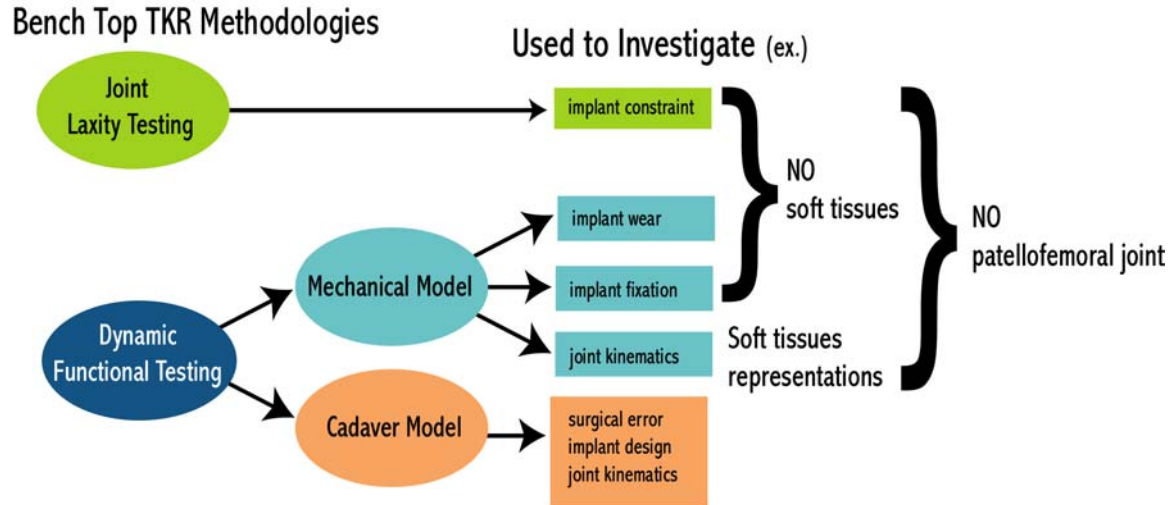 Bench Top TKR Methodologies
Used to Investigate (ex.)
Joint
Laxity Testing
implant constraint
NO
soft tissues
NO
patellofemoral joint
implant wear
Mechanical Model
implant fixation
Dynamic
Functional Testing
joint kinematics
Soft tissues
representations
Cadaver Model
surgical error
implant design
joint kinematics